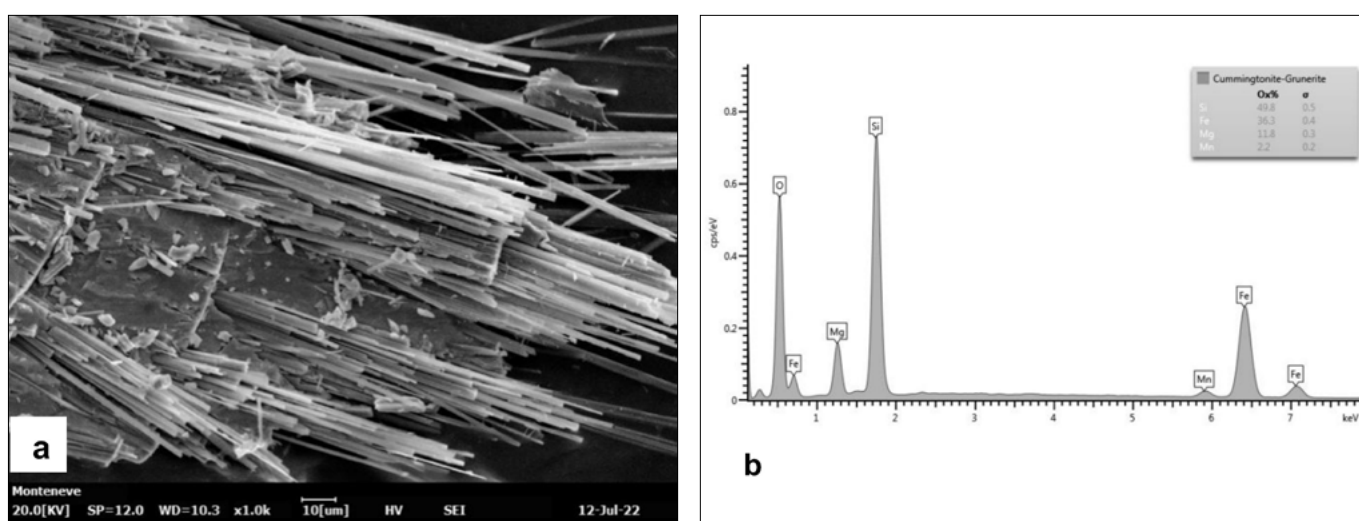 a
Monteneve
20.0[KV] SP=12.0 WD=10.3 x1.0k 10[um] HV SEI 12-Jul-22
Cummingtonite-Grunerite
Ox% σ
Si 49.8 0.5
Fe 36.3 0.4
Mg 11.8 0.3
Mn 2.2 0.2
cps/eV
0.8
0.6
0.4
0.2
0
O
Fe
Mg
Si
Mn
Fe
Fe
1 2 3 4 5 6 7 keV
b